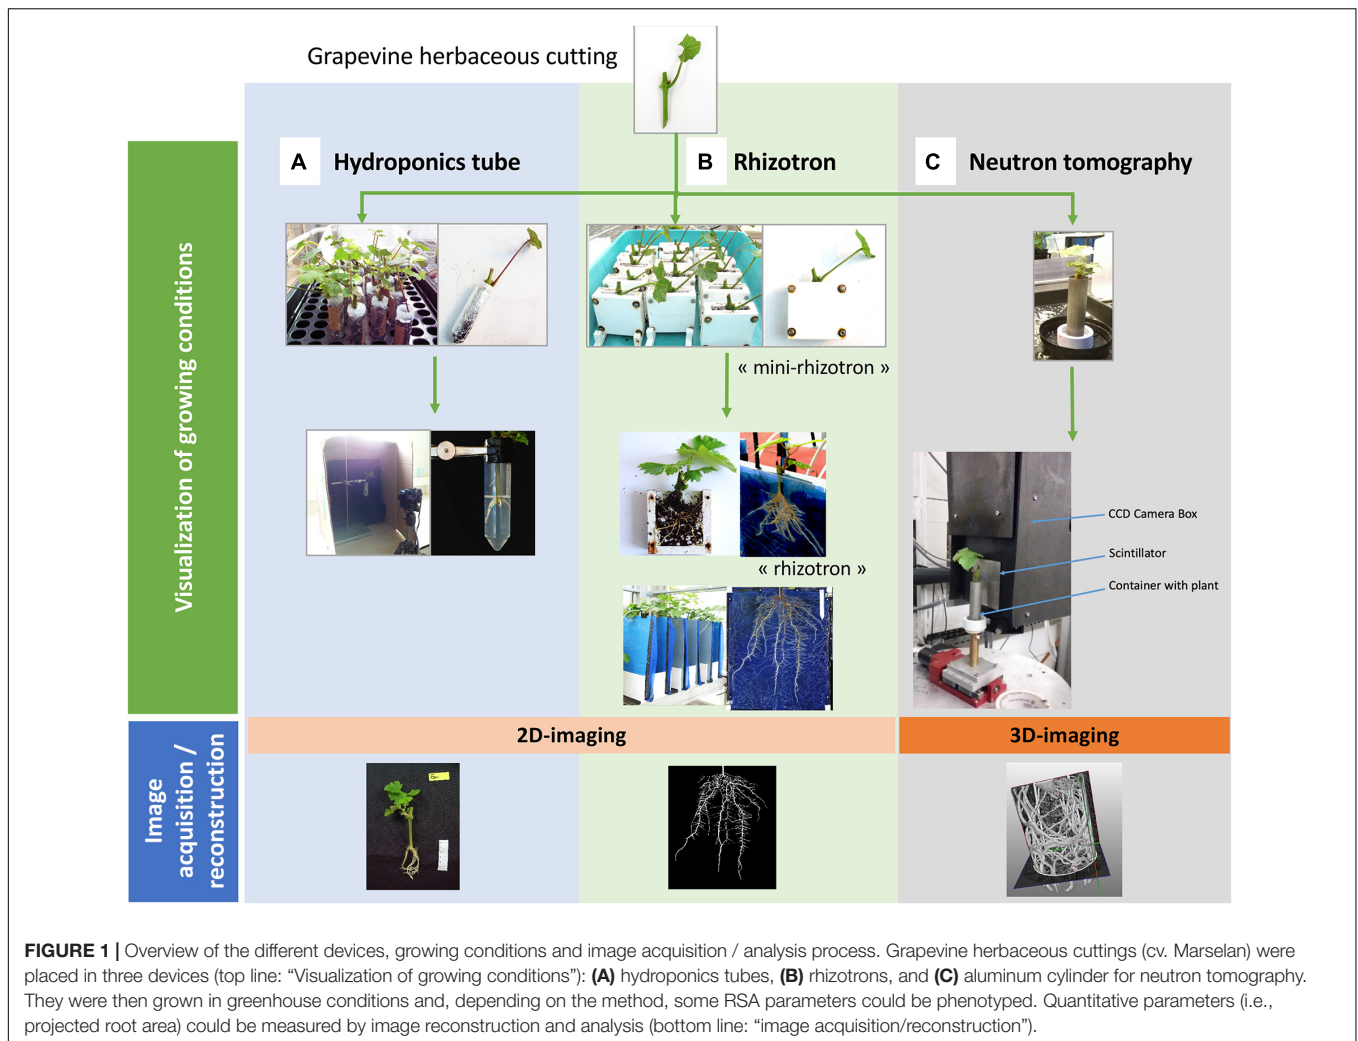 Grapevine herbaceous cutting
A Hydroponics tube
B Rhizotron
C Neutron tomography
Visualization of growing conditions
« mini-rhizotron »
« rhizotron »
CCD Camera Box
Scintillator
Container with plant
2D-imaging
3D-imaging
Image
acquisition /
reconstruction
FIGURE 1 | Overview of the different devices, growing conditions and image acquisition / analysis process. Grapevine herbaceous cuttings (cv. Marselan) were
placed in three devices (top line: “Visualization of growing conditions”): (A) hydroponics tubes, (B) rhizotrons, and (C) aluminum cylinder for neutron tomography.
They were then grown in greenhouse conditions and, depending on the method, some RSA parameters could be phenotyped. Quantitative parameters (i.e.,
projected root area) could be measured by image reconstruction and analysis (bottom line: “image acquisition/reconstruction”).